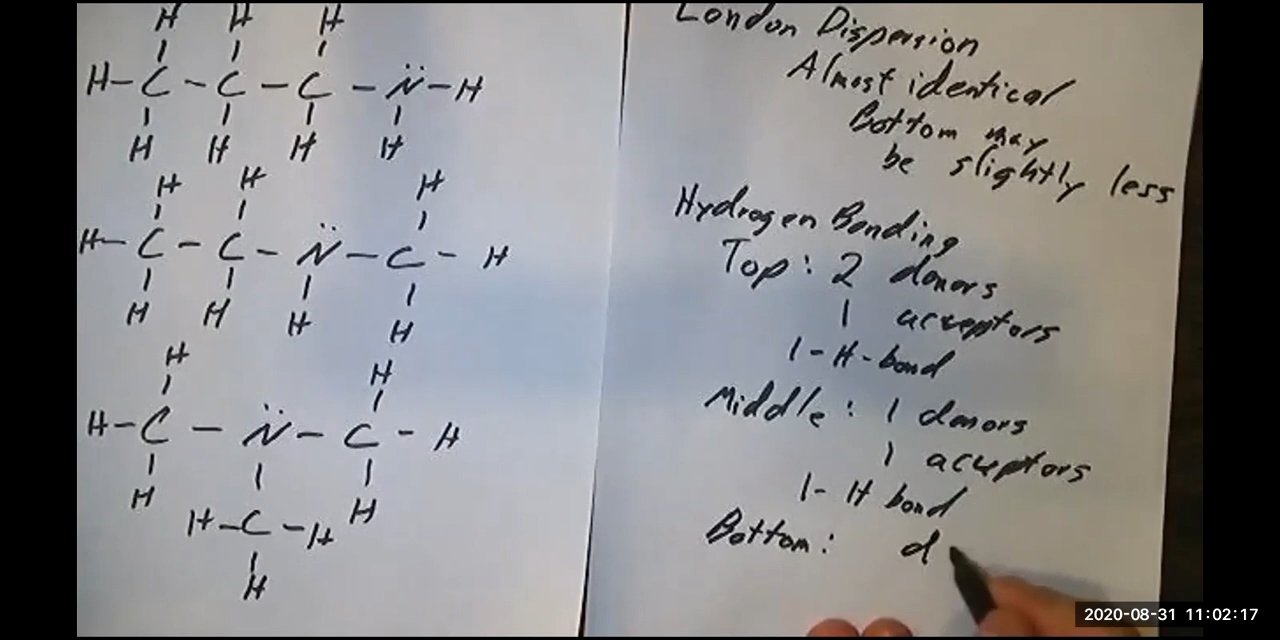 H H H
H-C-C-C-N̈-H
H H H H
H H H
H-C-C-N̈-C-H
H H H H
H H
H-C-N̈-C-H
H H
H-C-H
H
London Dispersion
Almost identical
Bottom may
be slightly less
Hydrogen Bonding
Top: 2 donors
1 acceptors
1-H-bond
Middle: 1 donors
1 acceptors
1-H bond
Bottom: d
2020-08-31 11:02:17